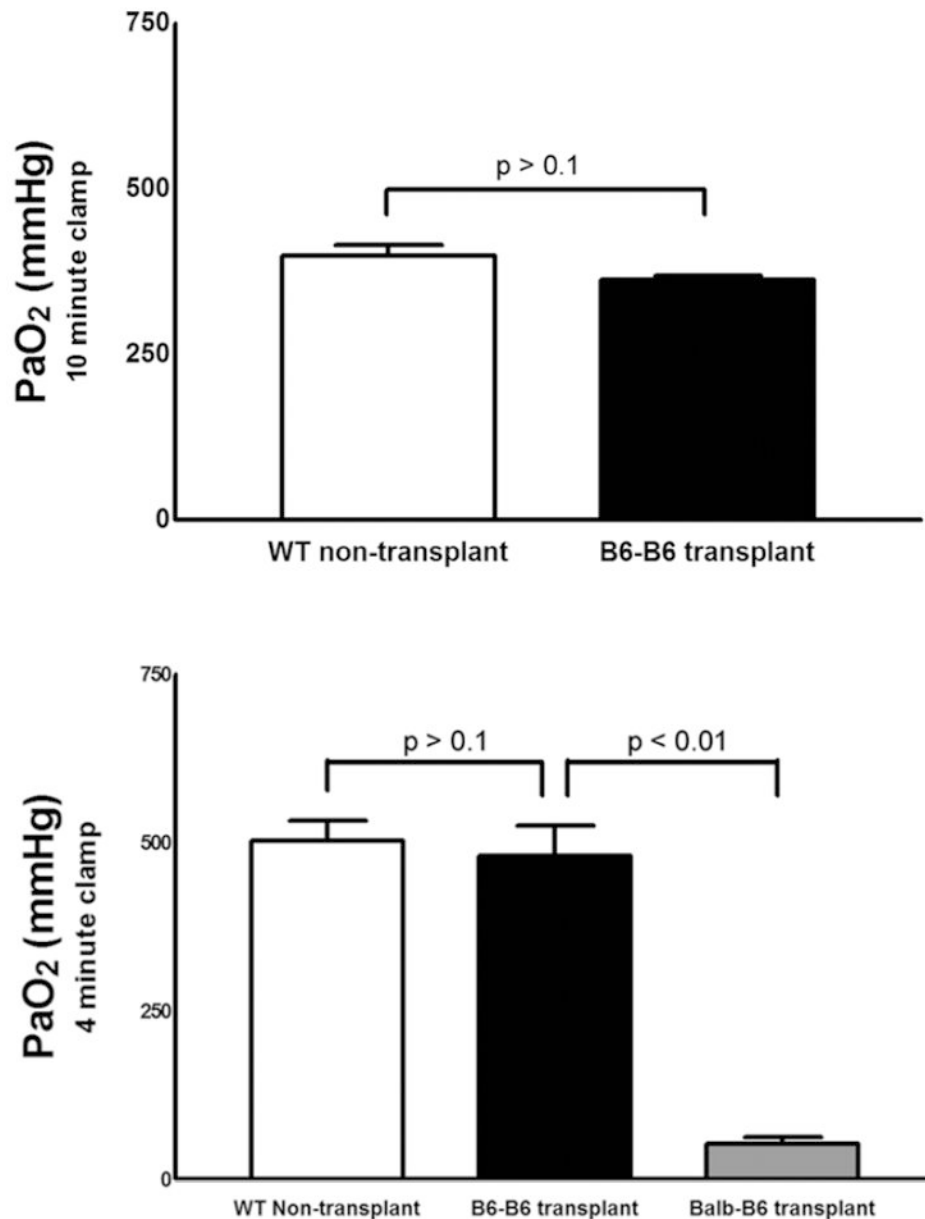 750
500
250
0
PaO2 (mmHg)
10 minute clamp
p > 0.1
WT non-transplant
B6-B6 transplant
750
500
250
0
PaO2 (mmHg)
4 minute clamp
p > 0.1
p < 0.01
WT Non-transplant
B6-B6 transplant
Balb-B6 transplant